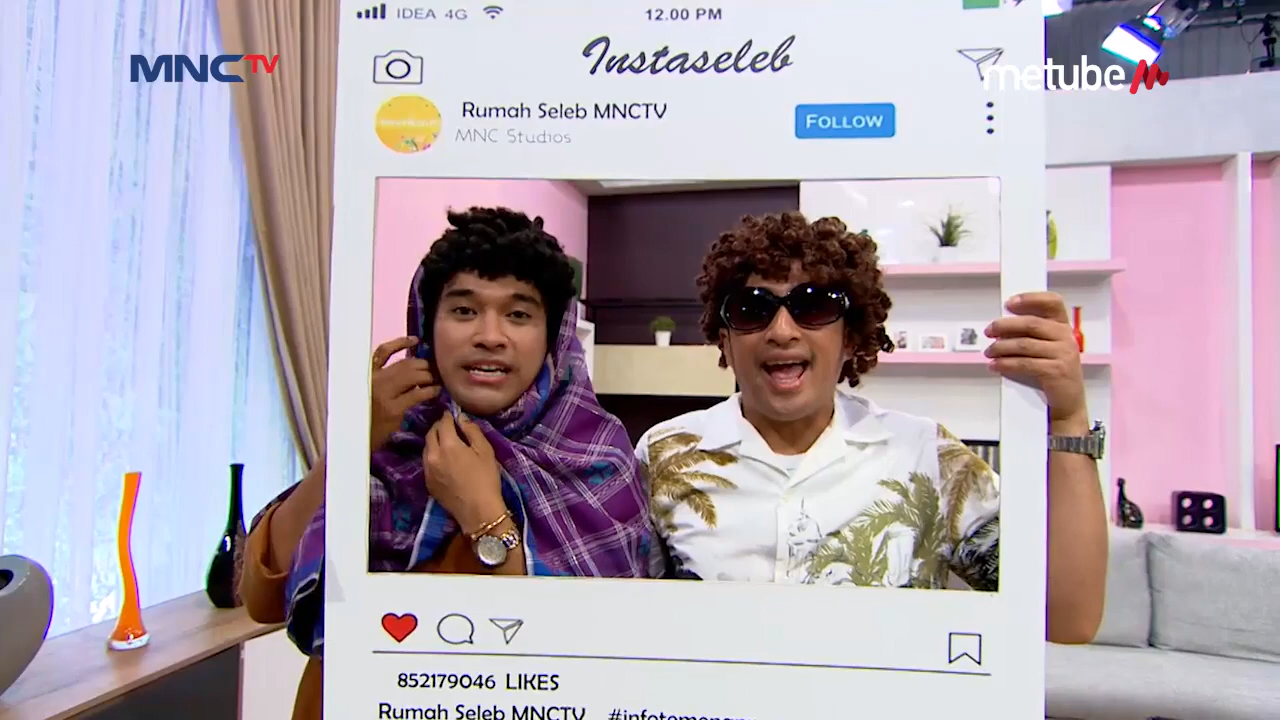 IDEA 4G
12.00 PM
MNCTV
Instaseleb
metube
Rumah Seleb MNCTV
FOLLOW
MNC Studios
852179046 LIKES
Rumah Seleb MNCTV